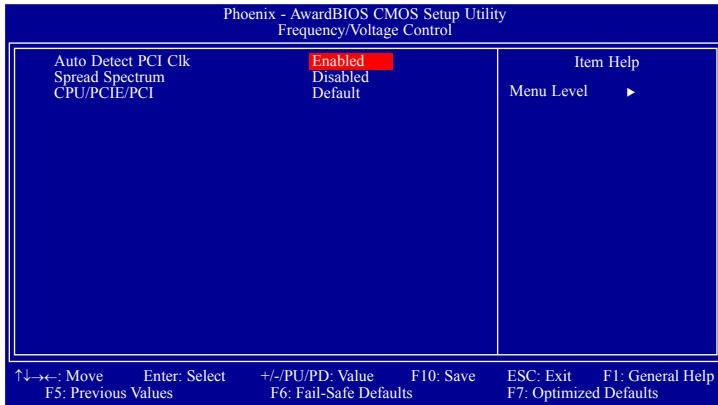 Phoenix - AwardBIOS CMOS Setup Utility
Frequency/Voltage Control
Auto Detect PCI Clk Enabled
Spread Spectrum Disabled
CPU/PCIE/PCI Default
Item Help
Menu Level ►
↑↓→←: Move Enter: Select +/-/PU/PD: Value F10: Save ESC: Exit F1: General Help
F5: Previous Values F6: Fail-Safe Defaults F7: Optimized Defaults